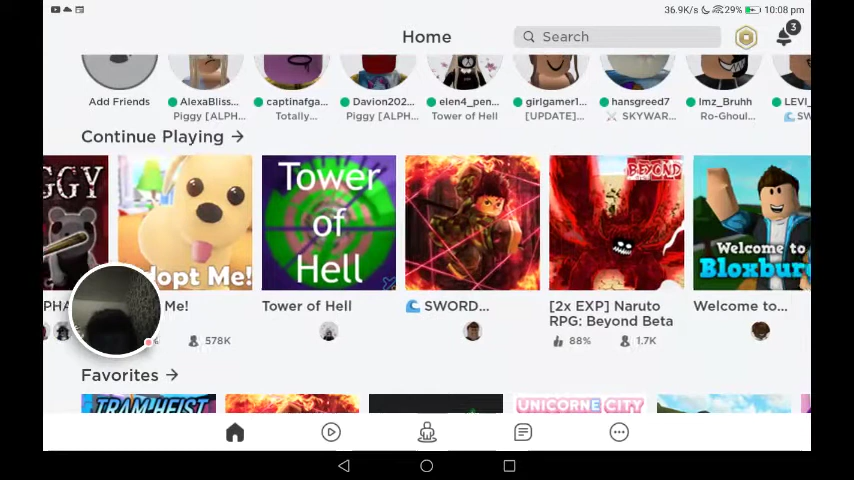 36.9K/s 29% 10:08 pm
Home
Search
3
Add Friends
AlexaBliss...
captinafga...
Davion202...
elen4_pen...
girlgamer1...
hansgreed7
Imz_Bruhh
LEVI_
Piggy [ALPH...
Totally...
Piggy [ALPH...
Tower of Hell
[UPDATE]...
SKYWAR...
Ro-Ghoul...
SW
Continue Playing →
GGY
dopt Me!
Tower
of
Hell
BEYOND
Welcome to
Bloxbur
PHA
Me!
Tower of Hell
SWORD...
[2x EXP] Naruto
RPG: Beyond Beta
Welcome to...
%
578K
88%
1.7K
Favorites →
TRAM HEIST
UNICORNE CITY